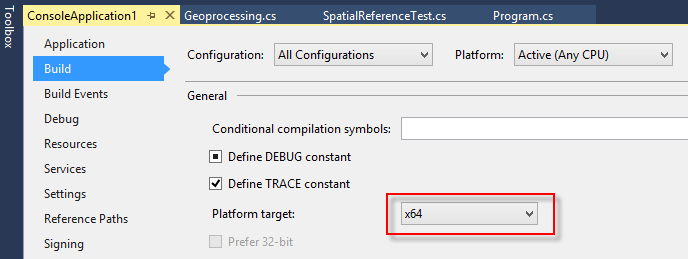 Toolbox
ConsoleApplication1 Geoprocessing.cs SpatialReferenceTest.cs Program.cs
Application
Configuration: All Configurations Platform: Active (Any CPU)
Build
Build Events
General
Debug
Conditional compilation symbols:
Resources
Define DEBUG constant
Services
Define TRACE constant
Settings
Reference Paths
Platform target: x64
Signing
Prefer 32-bit